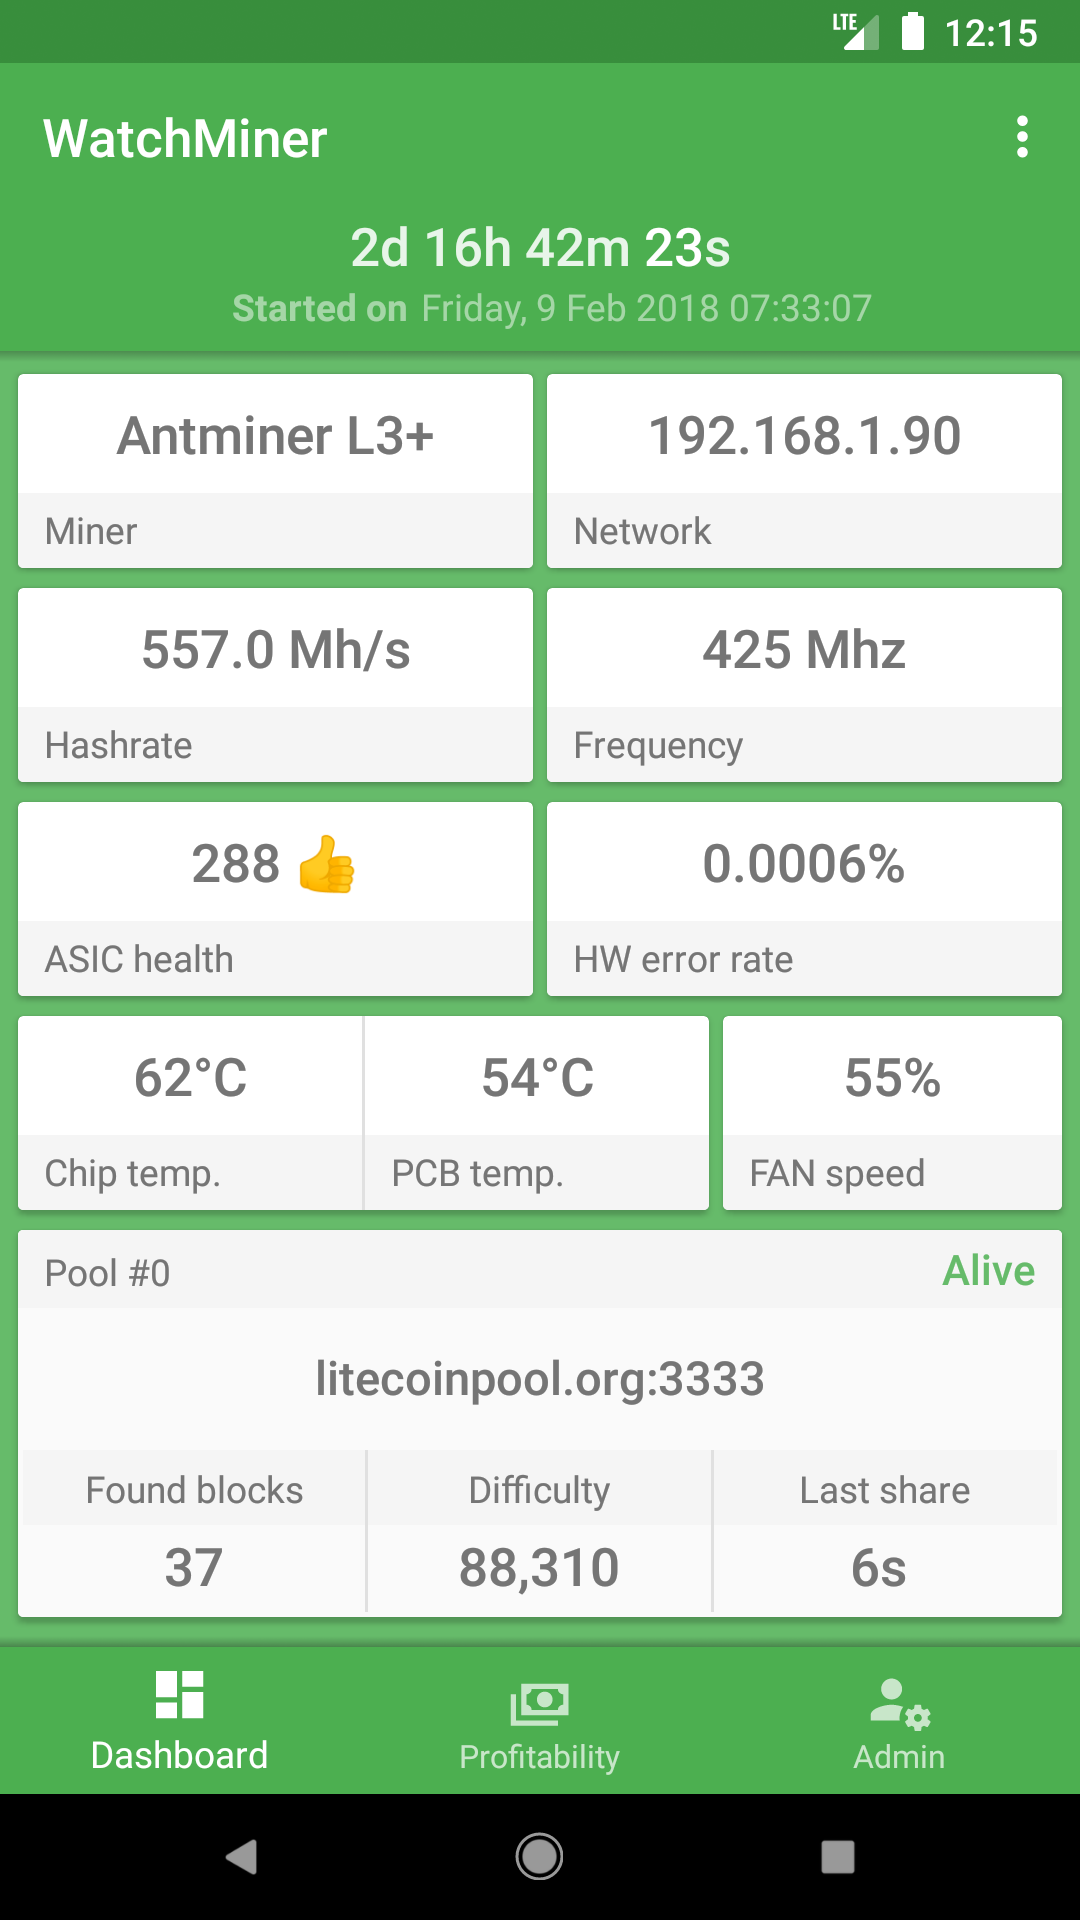 LTE 12:15
WatchMiner
2d 16h 42m 23s
Started on Friday, 9 Feb 2018 07:33:07
Antminer L3+
Miner
192.168.1.90
Network
557.0 Mh/s
Hashrate
425 Mhz
Frequency
288 👍
ASIC health
0.0006%
HW error rate
62°C
Chip temp.
54°C
PCB temp.
55%
FAN speed
Pool #0
Alive
litecoinpool.org:3333
Found blocks
37
Difficulty
88,310
Last share
6s
Dashboard
Profitability
Admin